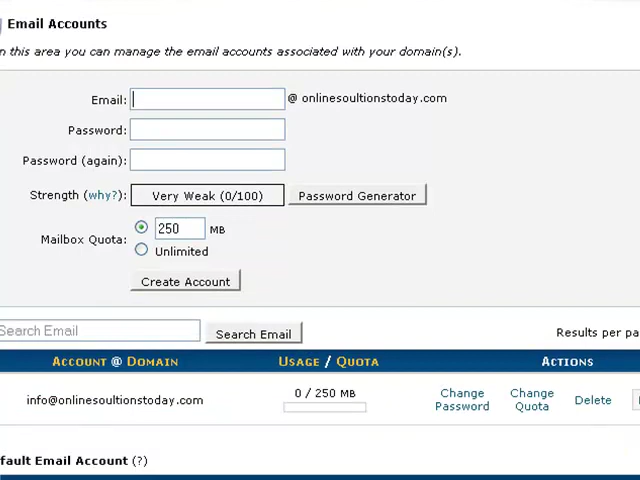 Email Accounts
n this area you can manage the email accounts associated with your domain(s).
Email: @ onlinesoultionstoday.com
Password:
Password (again):
Strength (why?): Very Weak (0/100) Password Generator
Mailbox Quota: 250 MB
Unlimited
Create Account
Search Email Search Email Results per pa
ACCOUNT @ DOMAIN USAGE / QUOTA ACTIONS
info@onlinesoultionstoday.com 0 / 250 MB Change Password Change Quota Delete
fault Email Account (?)